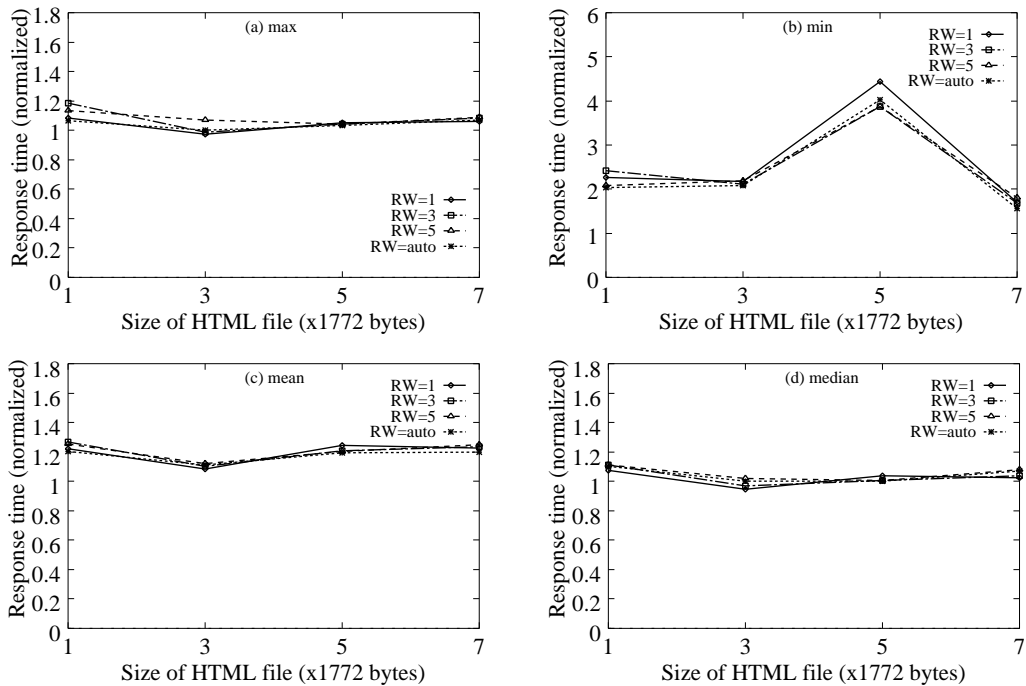 (a) max
Response time (normalized)
1.8
1.6
1.4
1.2
1
0.8
0.6
0.4
0.2
0
RW=1
RW=3
RW=5
RW=auto
1 3 5 7
Size of HTML file (x1772 bytes)
(b) min
Response time (normalized)
6
5
4
3
2
1
0
RW=1
RW=3
RW=5
RW=auto
1 3 5 7
Size of HTML file (x1772 bytes)
(c) mean
Response time (normalized)
1.8
1.6
1.4
1.2
1
0.8
0.6
0.4
0.2
0
RW=1
RW=3
RW=5
RW=auto
1 3 5 7
Size of HTML file (x1772 bytes)
(d) median
Response time (normalized)
1.8
1.6
1.4
1.2
1
0.8
0.6
0.4
0.2
0
RW=1
RW=3
RW=5
RW=auto
1 3 5 7
Size of HTML file (x1772 bytes)